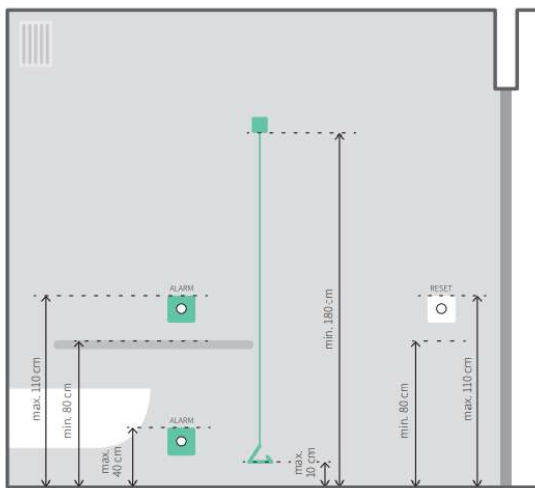 ALARM
RESET
max. 110 cm
min. 80 cm
ALARM
max.
40 cm
min. 180 cm
max.
10 cm
min. 80 cm
max. 110 cm